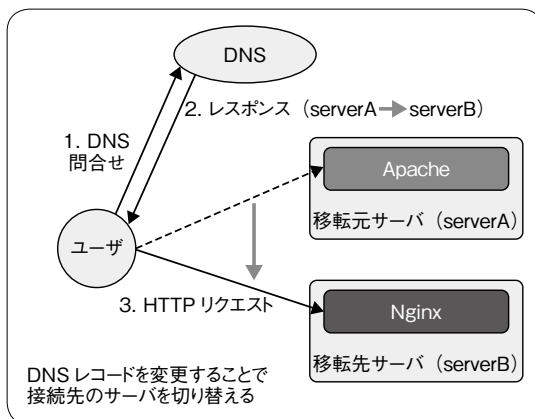 DNS
2. レスポンス（serverA→serverB）
1. DNS
問合せ
Apache
移転元サーバ（serverA）
ユーザ
3. HTTP リクエスト
Nginx
移転先サーバ（serverB）
DNS レコードを変更することで
接続先のサーバを切り替える